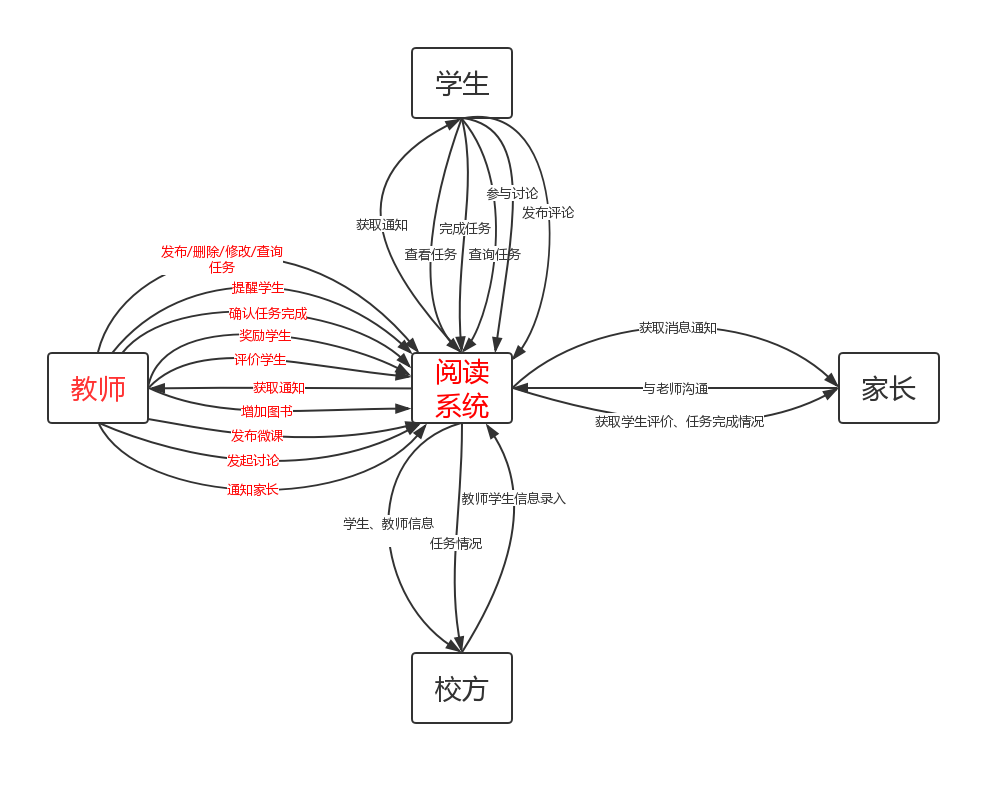 学生
参与讨论
发布评论
获取通知
完成任务
查看任务
查询任务
发布/删除/修改/查询
任务
提醒学生
确认任务完成
奖励学生
评价学生
获取通知
增加图书
发布微课
发起讨论
通知家长
教师
阅读
系统
获取消息通知
与老师沟通
获取学生评价、任务完成情况
家长
教师学生信息录入
学生、教师信息
任务情况
校方